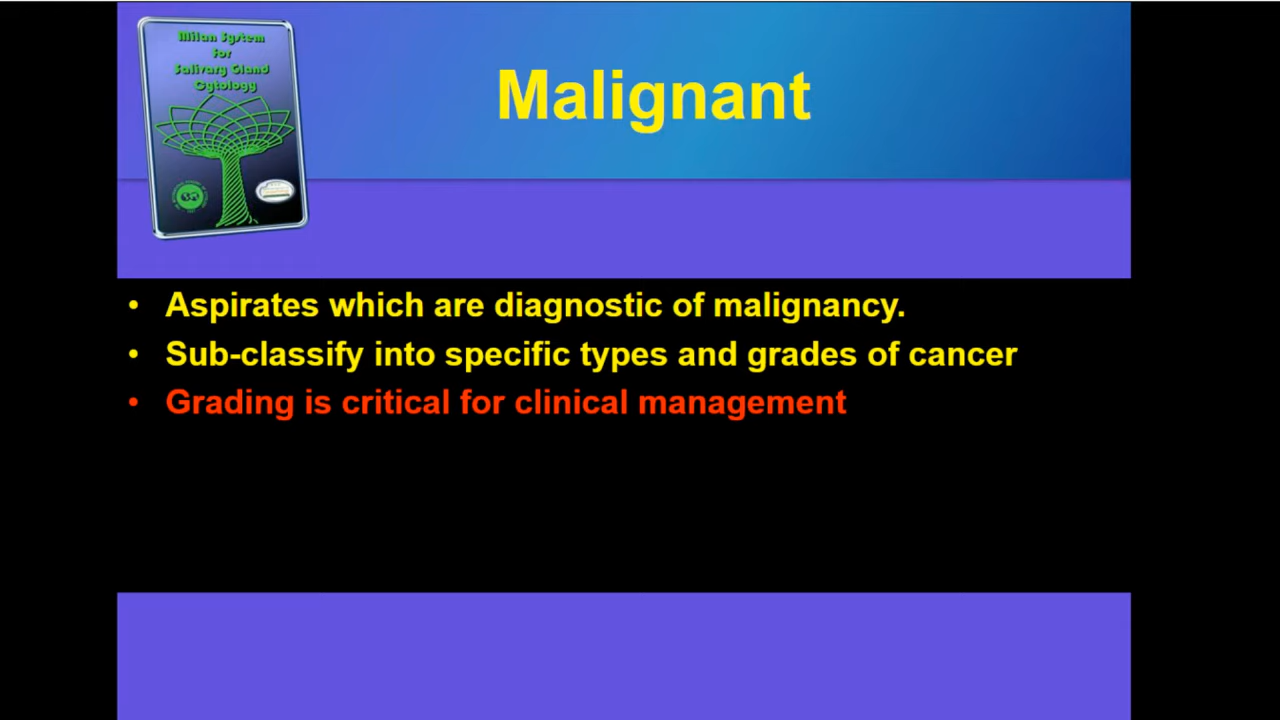 Milan System
For
Salivary Gland
Cytology
Malignant
• Aspirates which are diagnostic of malignancy.
• Sub-classify into specific types and grades of cancer
• Grading is critical for clinical management